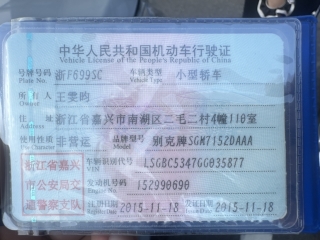 中华人民共和国机动车行驶证
Vehicle License of the People's Republic of China
号牌号码 浙F699SC 车辆类型 小型轿车
Plate No. Vehicle Type
所有人 王雯昀
Owner
住址 浙江省嘉兴市南湖区二毛二村4幢110室
Address
使用性质 非营运 品牌型号 别克牌SGM7152DAAA
Use Character Model
浙江省嘉兴市公安局交通警察支队
车辆识别代号 LSGBC5347GG035877
VIN
发动机号码 152990690
Engine No.
注册日期 2015-11-18 发证日期 2015-11-18
Register Date Issue Date